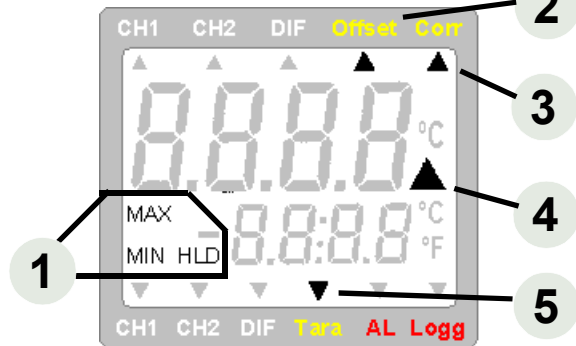 CH1 CH2 DIF Offset Corr
2
3
8.8.8.8 °C
4
MAX
-8.8:8.8 °C
MIN HLD °F
1
5
CH1 CH2 DIF Tara AL Logg